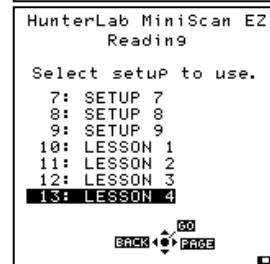 HunterLab MiniScan EZ
Reading
Select setup to use.
7: SETUP 7
8: SETUP 8
9: SETUP 9
10: LESSON 1
11: LESSON 2
12: LESSON 3
13: LESSON 4
GO
BACK PAGE